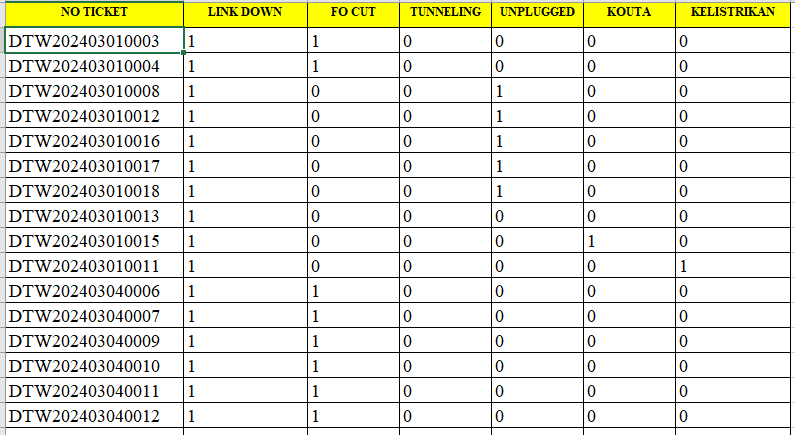 NO TICKET LINK DOWN FO CUT TUNNELING UNPLUGGED KOUTA KELISTRIKAN
DTW202403010003 1 1 0 0 0 0
DTW202403010004 1 1 0 0 0 0
DTW202403010008 1 0 0 1 0 0
DTW202403010012 1 0 0 1 0 0
DTW202403010016 1 0 0 1 0 0
DTW202403010017 1 0 0 1 0 0
DTW202403010018 1 0 0 1 0 0
DTW202403010013 1 0 0 0 0 0
DTW202403010015 1 0 0 0 1 0
DTW202403010011 1 0 0 0 0 1
DTW202403040006 1 1 0 0 0 0
DTW202403040007 1 1 0 0 0 0
DTW202403040009 1 1 0 0 0 0
DTW202403040010 1 1 0 0 0 0
DTW202403040011 1 1 0 0 0 0
DTW202403040012 1 1 0 0 0 0